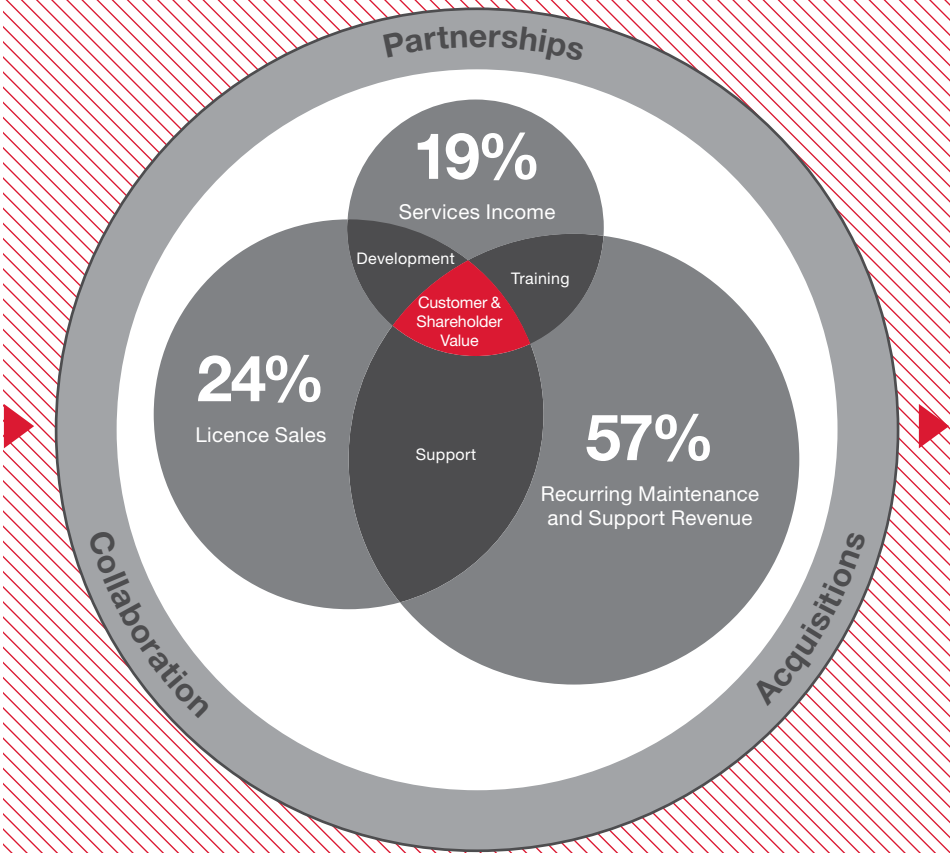 Partnerships
19%
Services Income
Development
Training
Customer &
Shareholder
Value
24%
Licence Sales
57%
Support
Recurring Maintenance
and Support Revenue
Collaboration
Acquisitions